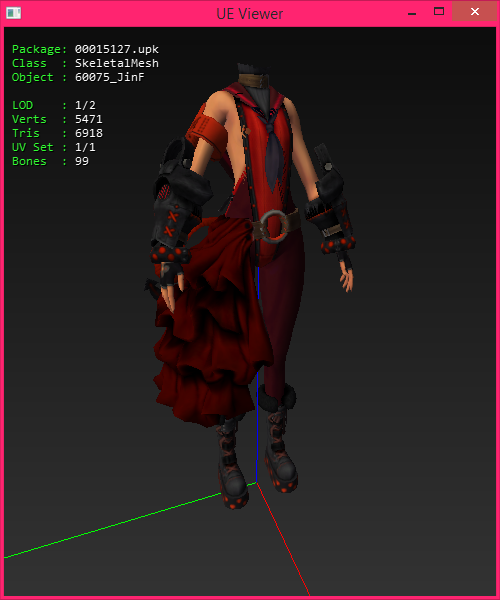 UE Viewer
Package: 00015127.upk
Class  : SkeletalMesh
Object : 60075_JinF
LOD    : 1/2
Verts  : 5471
Tris   : 6918
UV Set : 1/1
Bones  : 99